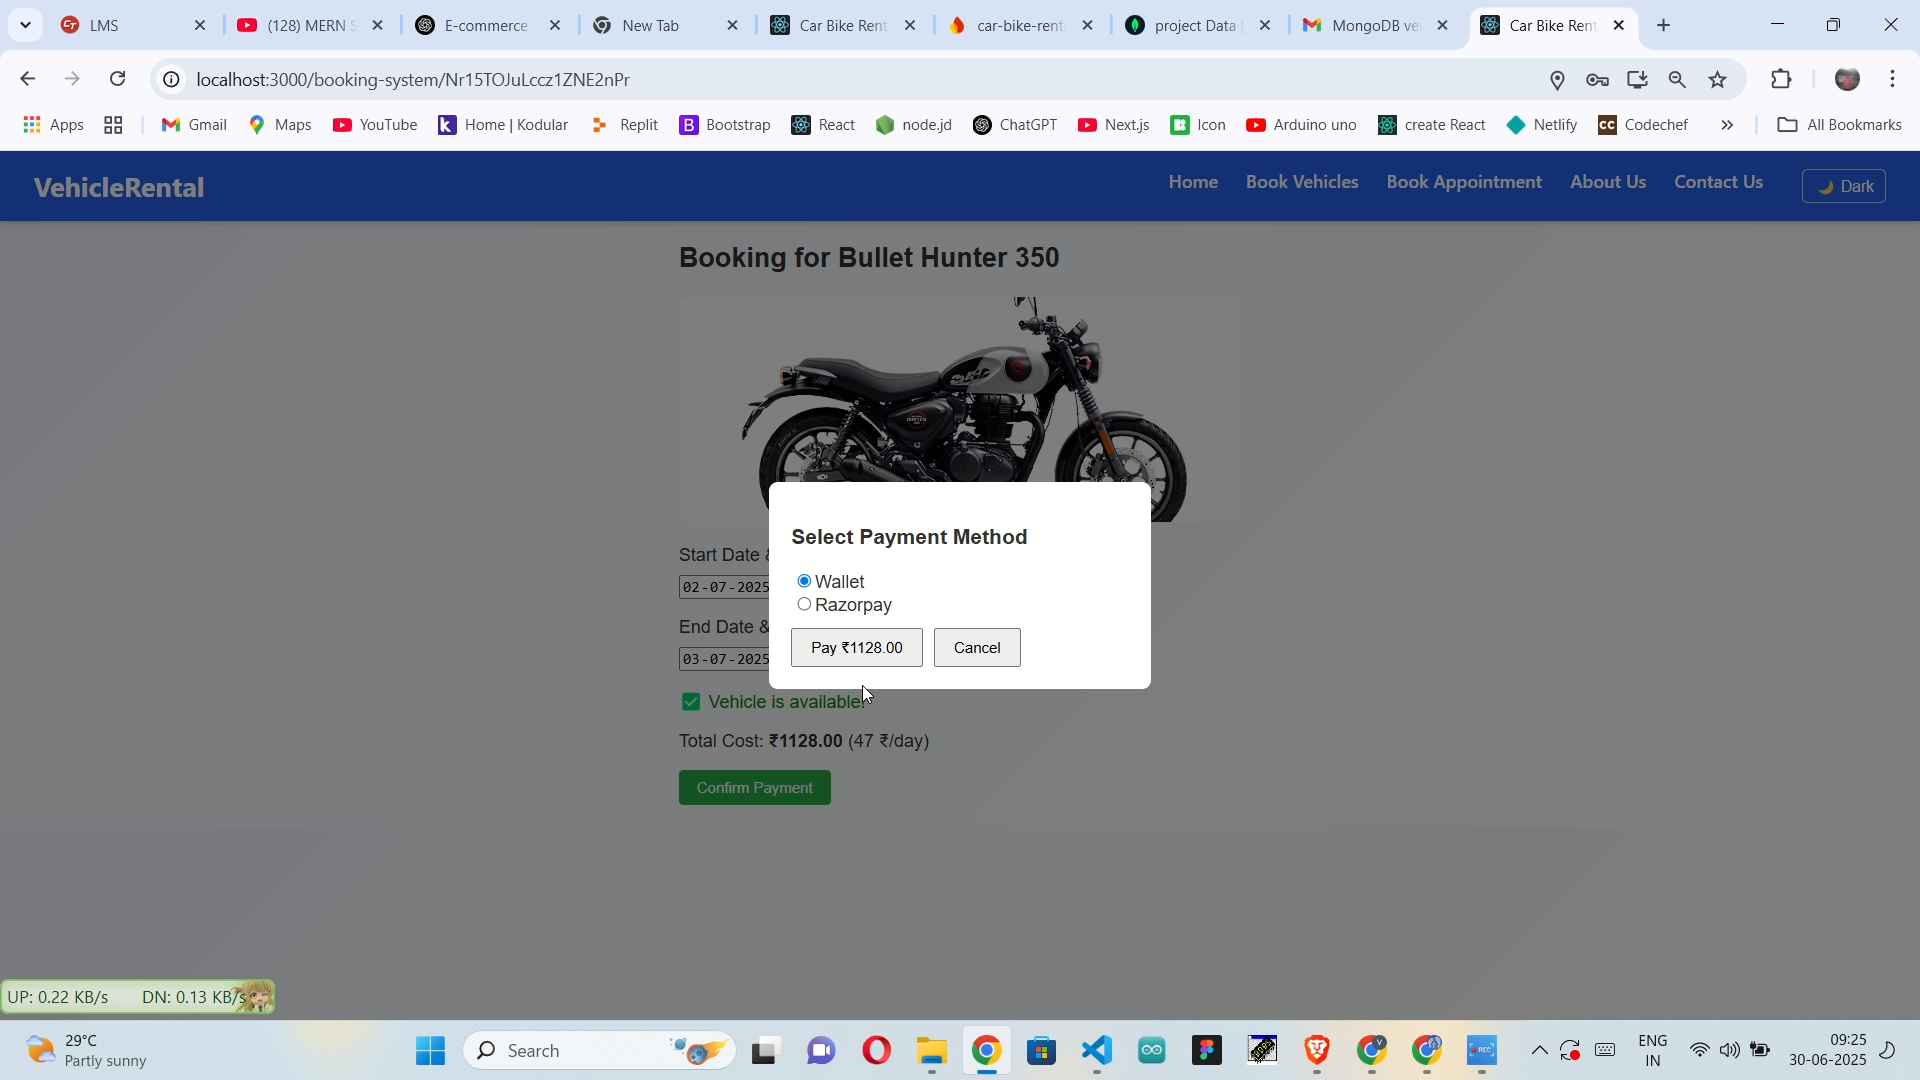 LMS
(128) MERN S
E-commerce
New Tab
Car Bike Rent
car-bike-renta
project Data |
MongoDB ve
Car Bike Rent
localhost:3000/booking-system/Nr15TOJuLccz1ZNE2nPr
Apps
Gmail
Maps
YouTube
Home | Kodular
Replit
Bootstrap
React
node.jd
ChatGPT
Next.js
Icon
Arduino uno
create React
Netlify
Codechef
All Bookmarks
VehicleRental
Home
Book Vehicles
Book Appointment
About Us
Contact Us
🌙 Dark
Booking for Bullet Hunter 350
Select Payment Method
Start Date &
Wallet
02-07-2025
Razorpay
End Date &
Pay ₹1128.00
Cancel
03-07-2025
Vehicle is available!
Total Cost: ₹1128.00 (47 ₹/day)
Confirm Payment
UP: 0.22 KB/s DN: 0.13 KB/s
29°C
Partly sunny
Search
REC
ENG
IN
09:25
30-06-2025